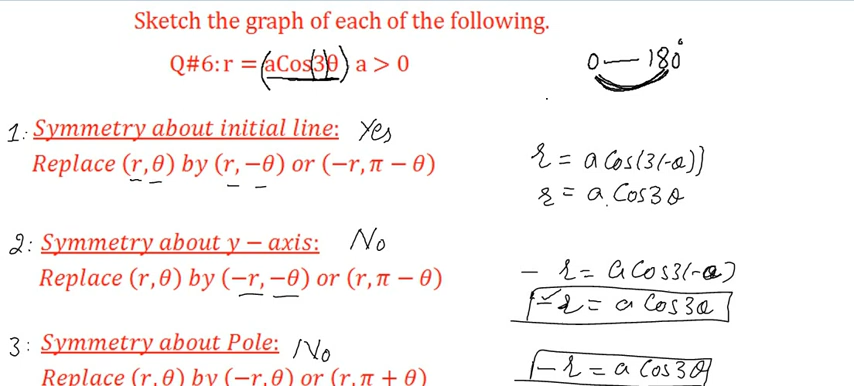 Sketch the graph of each of the following.
Q#6: r = (aCos(3)θ) a > 0
0 — 180°
1: Symmetry about initial line: Yes
Replace (r, θ) by (r, −θ) or (−r, π − θ)
r = a Cos(3(-θ))
r = a Cos3θ
2: Symmetry about y − axis: No
Replace (r, θ) by (−r, −θ) or (r, π − θ)
- r = a Cos3(-θ)
- r = a Cos3θ
3: Symmetry about Pole: No
Replace (r, θ) by (−r, θ) or (r, π + θ)
- r = a Cos3θ